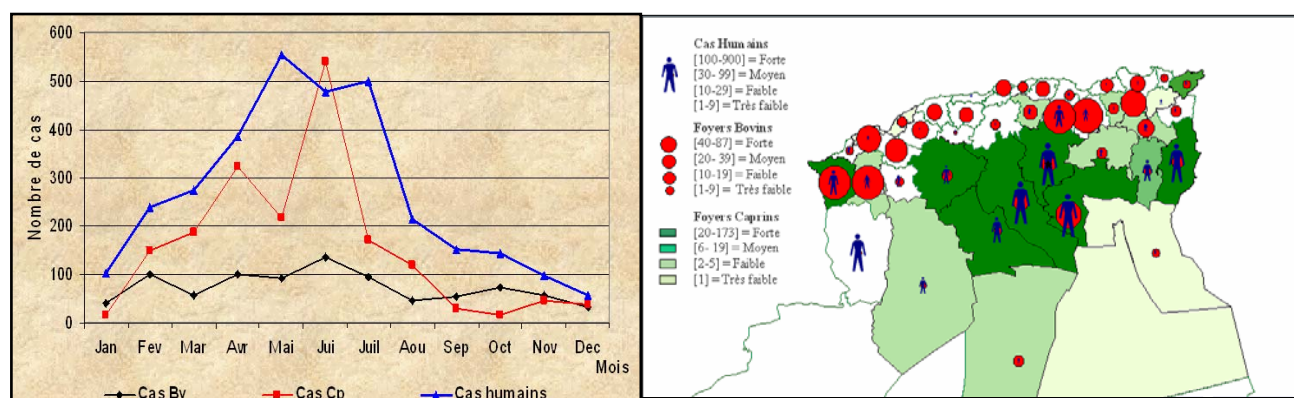 600
500
400
300
200
100
0
Nombre de cas
Jan Fev Mar Avr Mai Jui Juil Aou Sep Oct Nov Dec
Mois
Cas Bv Cas Cp Cas humains
Cas Humains
[100-900] = Forte
[30- 99] = Moyen
[10-29] = Faible
[1-9] = Très faible
Foyers Bovins
[40-87] = Forte
[20- 39] = Moyen
[10-19] = Faible
[1-9] = Très faible
Foyers Caprins
[20-173] = Forte
[6- 19] = Moyen
[2-5] = Faible
[1] = Très faible